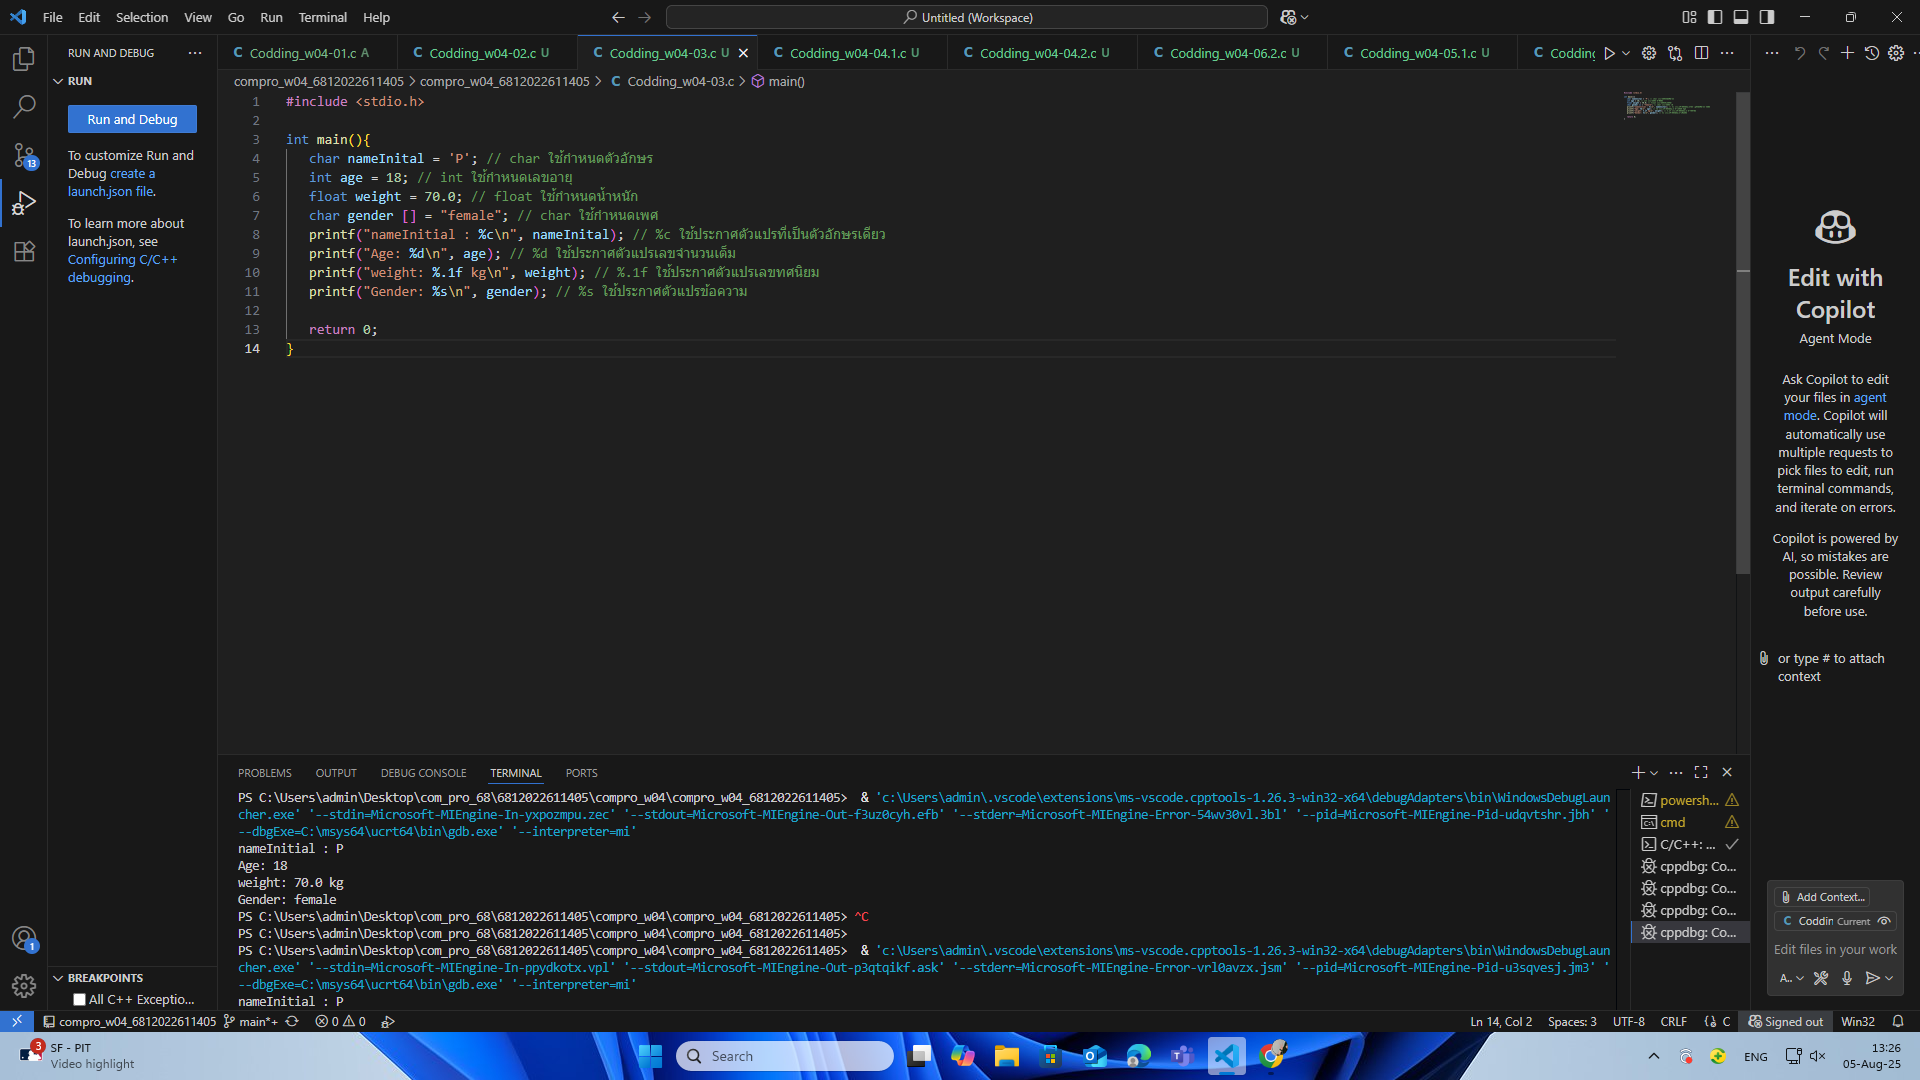 File Edit Selection View Go Run Terminal Help
Untitled (Workspace)
RUN AND DEBUG
Codding_w04-01.c A
Codding_w04-02.c U
Codding_w04-03.c U
Codding_w04-04.1.c U
Codding_w04-04.2.c U
Codding_w04-06.2.c U
Codding_w04-05.1.c U
Codding
RUN
Run and Debug
To customize Run and
Debug create a
launch.json file.
To learn more about
launch.json, see
Configuring C/C++
debugging.
compro_w04_6812022611405 > compro_w04_6812022611405 > C Codding_w04-03.c > main()
1 #include <stdio.h>
2
3 int main(){
4 char nameInital = 'P'; // char ใช้กำหนดตัวอักษร
5 int age = 18; // int ใช้กำหนดเลขอายุ
6 float weight = 70.0; // float ใช้กำหนดน้ำหนัก
7 char gender [] = "female"; // char ใช้กำหนดเพศ
8 printf("nameInitial : %c\n", nameInital); // %c ใช้ประกาศตัวแปรที่เป็นตัวอักษรเดียว
9 printf("Age: %d\n", age); // %d ใช้ประกาศตัวแปรเลขจำนวนเต็ม
10 printf("weight: %.1f kg\n", weight); // %.1f ใช้ประกาศตัวแปรเลขทศนิยม
11 printf("Gender: %s\n", gender); // %s ใช้ประกาศตัวแปรข้อความ
12
13 return 0;
14 }
Edit with
Copilot
Agent Mode
Ask Copilot to edit
your files in agent
mode. Copilot will
automatically use
multiple requests to
pick files to edit, run
terminal commands,
and iterate on errors.
Copilot is powered by
AI, so mistakes are
possible. Review
output carefully
before use.
or type # to attach
context
Add Context...
C Coddin Current
Edit files in your work
A..
PROBLEMS OUTPUT DEBUG CONSOLE TERMINAL PORTS
PS C:\Users\admin\Desktop\com_pro_68\6812022611405\compro_w04\compro_w04_6812022611405> & 'c:\Users\admin\.vscode\extensions\ms-vscode.cpptools-1.26.3-win32-x64\debugAdapters\bin\WindowsDebugLaun
cher.exe' '--stdin=Microsoft-MIEngine-In-yxpozmpu.zec' '--stdout=Microsoft-MIEngine-Out-f3uz0cyh.efb' '--stderr=Microsoft-MIEngine-Error-54wv30vl.3bl' '--pid=Microsoft-MIEngine-Pid-udqvtshr.jbh' '
--dbgExe=C:\msys64\ucrt64\bin\gdb.exe' '--interpreter=mi'
nameInitial : P
Age: 18
weight: 70.0 kg
Gender: female
PS C:\Users\admin\Desktop\com_pro_68\6812022611405\compro_w04\compro_w04_6812022611405> ^C
PS C:\Users\admin\Desktop\com_pro_68\6812022611405\compro_w04\compro_w04_6812022611405>
PS C:\Users\admin\Desktop\com_pro_68\6812022611405\compro_w04\compro_w04_6812022611405> & 'c:\Users\admin\.vscode\extensions\ms-vscode.cpptools-1.26.3-win32-x64\debugAdapters\bin\WindowsDebugLaun
cher.exe' '--stdin=Microsoft-MIEngine-In-ppydkotx.vpl' '--stdout=Microsoft-MIEngine-Out-p3qtqikf.ask' '--stderr=Microsoft-MIEngine-Error-vrl0avzx.jsm' '--pid=Microsoft-MIEngine-Pid-u3sqvesj.jm3' '
--dbgExe=C:\msys64\ucrt64\bin\gdb.exe' '--interpreter=mi'
nameInitial : P
powersh...
cmd
C/C++: ...
cppdbg: Co...
cppdbg: Co...
cppdbg: Co...
cppdbg: Co...
13
1
BREAKPOINTS
All C++ Exceptio...
compro_w04_6812022611405 main*+ 0 0
Ln 14, Col 2 Spaces: 3 UTF-8 CRLF {} C Signed out Win32
3
SF - PIT
Video highlight
Search
ENG
13:26
05-Aug-25